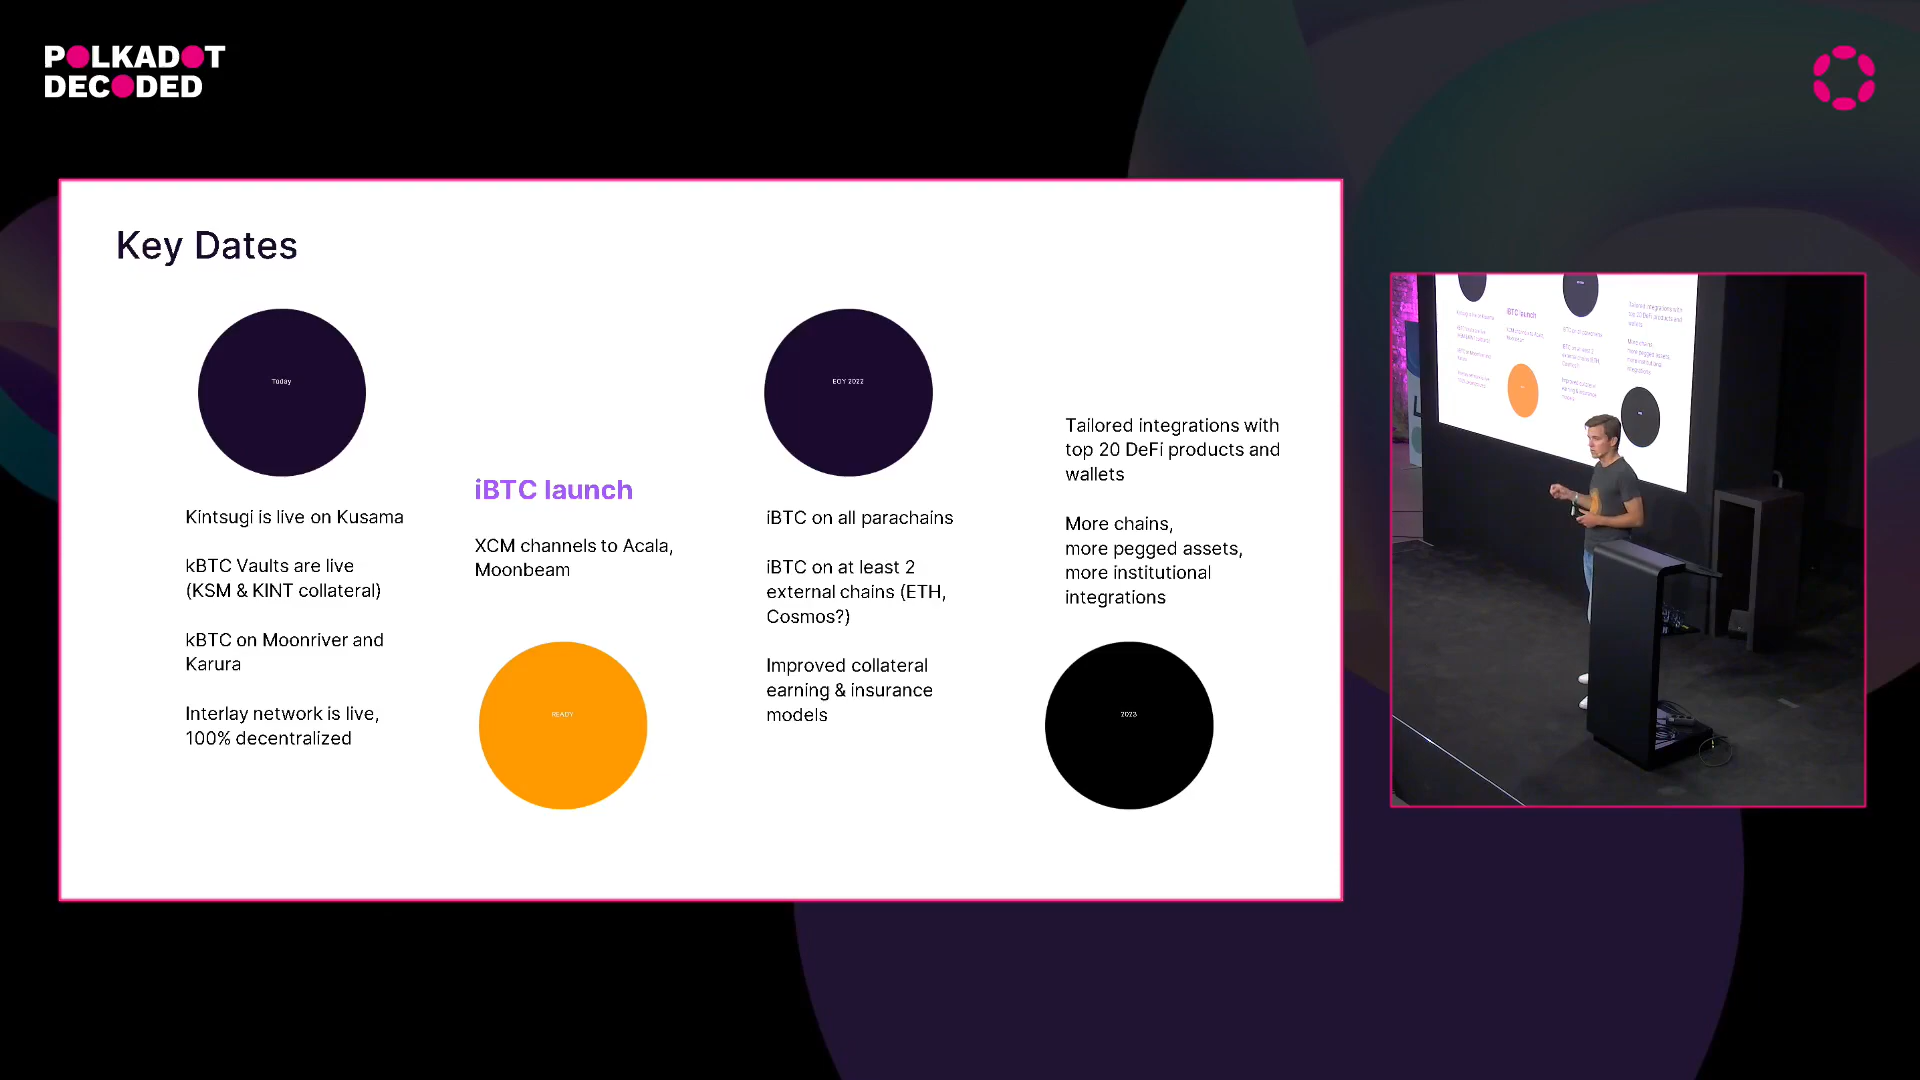 POLKADOT
DECODED
Key Dates
Today
Kintsugi is live on Kusama
kBTC Vaults are live
(KSM & KINT collateral)
kBTC on Moonriver and
Karura
Interlay network is live,
100% decentralized
iBTC launch
XCM channels to Acala,
Moonbeam
READY
EOY 2022
iBTC on all parachains
iBTC on at least 2
external chains (ETH,
Cosmos?)
Improved collateral
earning & insurance
models
Tailored integrations with
top 20 DeFi products and
wallets
More chains,
more pegged assets,
more institutional
integrations
2023
iBTC launch